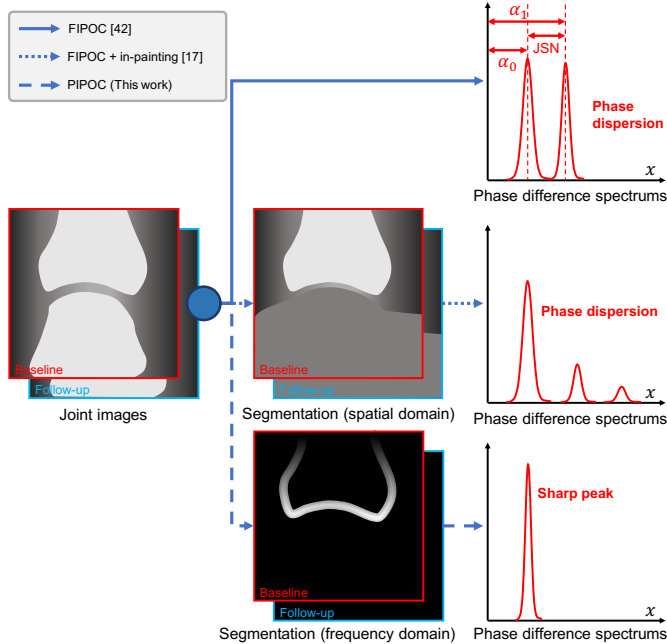 FIPOC [42]
FIPOC + in-painting [17]
PIPOC (This work)
α₁
JSN
α₀
Phase
dispersion
x
Phase difference spectrums
Baseline
Follow-up
Joint images
Baseline
Follow-up
Segmentation (spatial domain)
Phase dispersion
x
Phase difference spectrums
Baseline
Follow-up
Segmentation (frequency domain)
Sharp peak
x
Phase difference spectrums